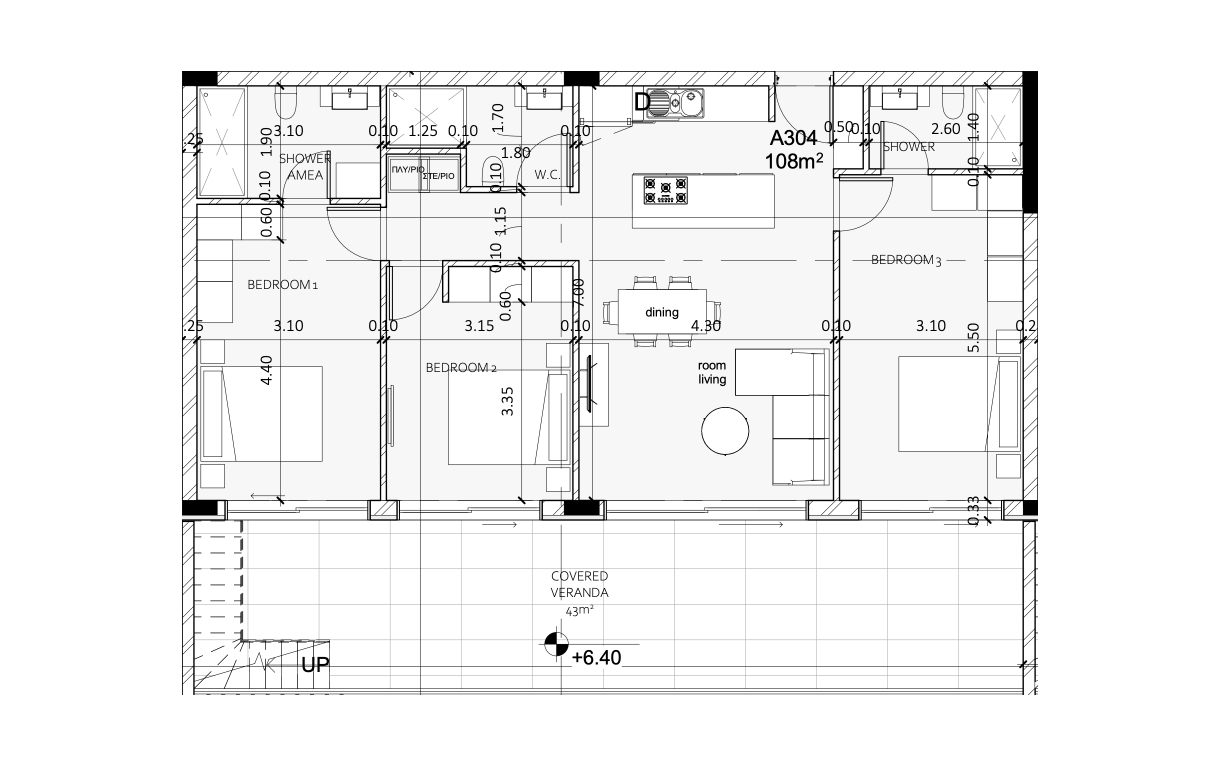 .25
3.10
1.90
0.10
1.25
0.10
1.70
1.80
0.10
0.10
A304
108m²
0.50
0.10
2.60
1.40
0.10
SHOWER
SHOWER
AMEA
0.10
ΠΛΥ/ΡΙΟ
ΣΤΕ/ΡΙΟ
W.C.
D
0.60
1.15
0.10
BEDROOM 1
BEDROOM 3
7.00
0.60
dining
.25
3.10
0.10
3.15
0.10
4.30
0.10
3.10
0.2
5.50
4.40
BEDROOM 2
3.35
room
living
0.33
COVERED
VERANDA
43m²
+6.40
UP